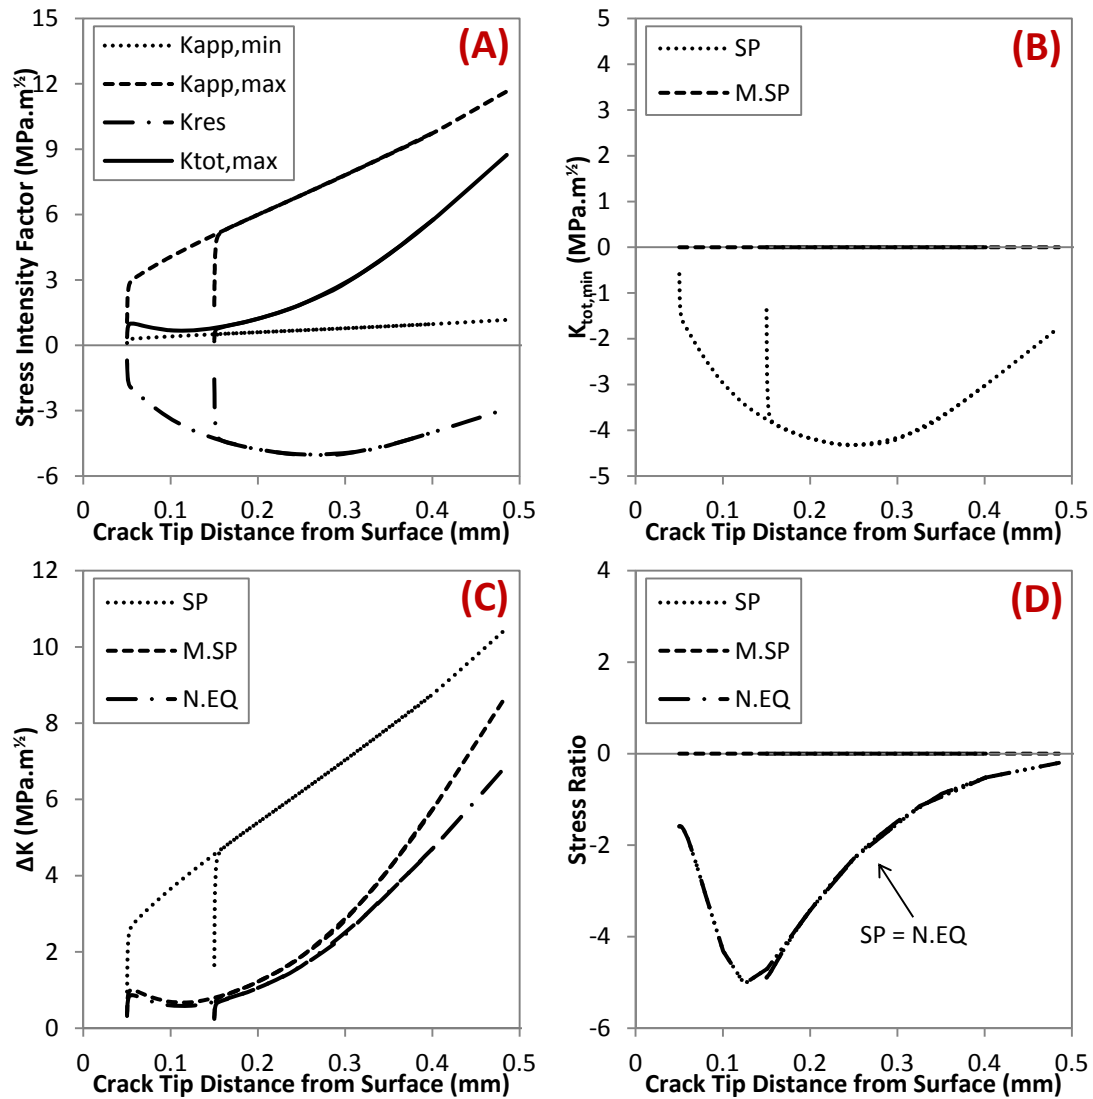 (A)
Kapp,min
Kapp,max
Kres
Ktot,max
Stress Intensity Factor (MPa.m½)
15
12
9
6
3
0
-3
-6
0 0.1 0.2 0.3 0.4 0.5
Crack Tip Distance from Surface (mm)
(B)
SP
M.SP
Ktot,min (MPa.m½)
5
4
3
2
1
0
-1
-2
-3
-4
-5
0 0.1 0.2 0.3 0.4 0.5
Crack Tip Distance from Surface (mm)
(C)
SP
M.SP
N.EQ
ΔK (MPa.m½)
12
10
8
6
4
2
0
0 0.1 0.2 0.3 0.4 0.5
Crack Tip Distance from Surface (mm)
(D)
SP
M.SP
N.EQ
Stress Ratio
4
2
0
-2
-4
-6
SP = N.EQ
0 0.1 0.2 0.3 0.4 0.5
Crack Tip Distance from Surface (mm)